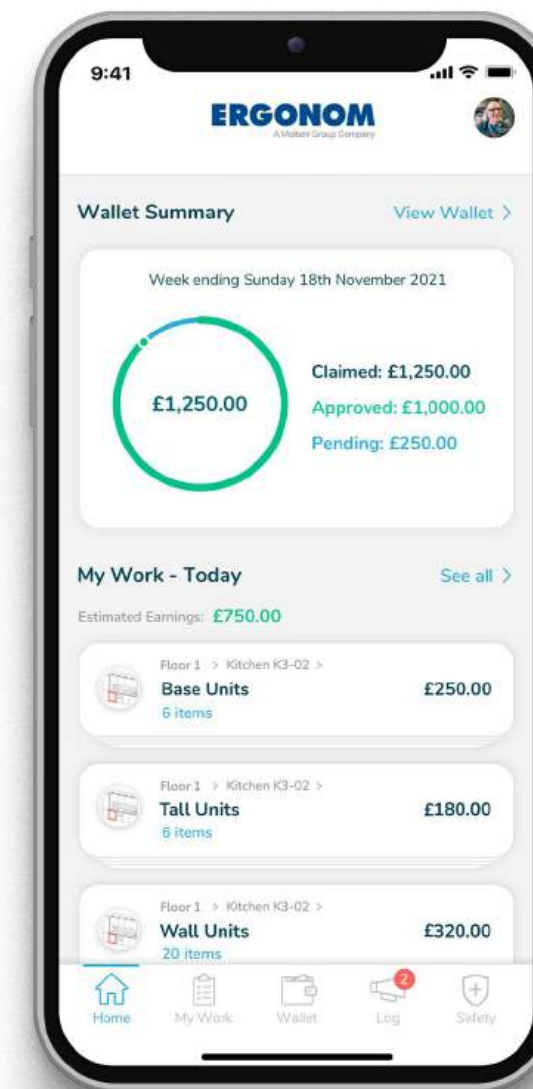 9:41
ERGONOM
A Molteni Group Company
Wallet Summary
View Wallet >
Week ending Sunday 18th November 2021
£1,250.00
Claimed: £1,250.00
Approved: £1,000.00
Pending: £250.00
My Work - Today
See all >
Estimated Earnings: £750.00
Floor 1 > Kitchen K3-02 >
Base Units
£250.00
6 items
Floor 1 > Kitchen K3-02 >
Tall Units
£180.00
6 items
Floor 1 > Kitchen K3-02 >
Wall Units
£320.00
20 items
2
Home
My Work
Wallet
Log
Safety